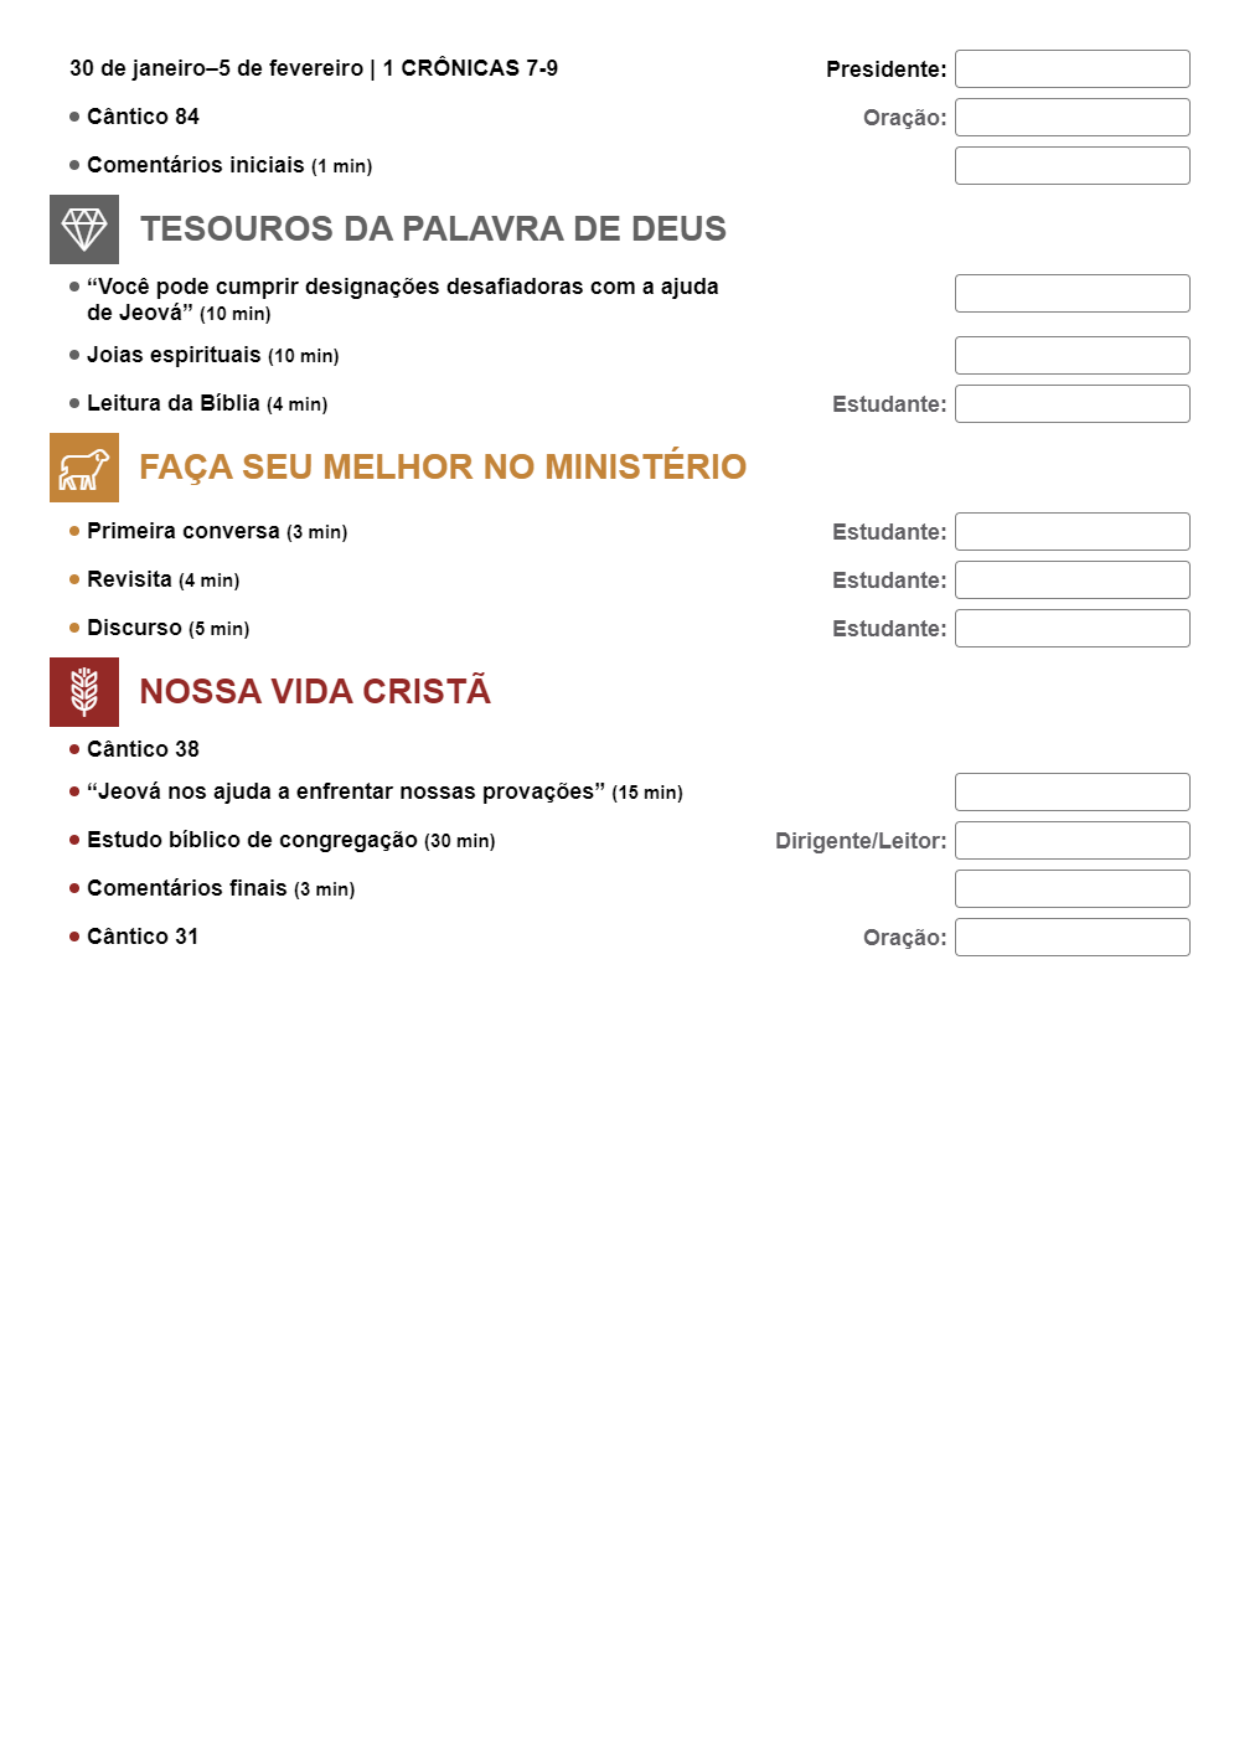 30 de janeiro–5 de fevereiro | 1 CRÔNICAS 7-9 Presidente:
• Cântico 84 Oração:
• Comentários iniciais (1 min)
TESOUROS DA PALAVRA DE DEUS
• “Você pode cumprir designações desafiadoras com a ajuda
de Jeová” (10 min)
• Joias espirituais (10 min)
• Leitura da Bíblia (4 min) Estudante:
FAÇA SEU MELHOR NO MINISTÉRIO
• Primeira conversa (3 min) Estudante:
• Revisita (4 min) Estudante:
• Discurso (5 min) Estudante:
NOSSA VIDA CRISTÃ
• Cântico 38
• “Jeová nos ajuda a enfrentar nossas provações” (15 min)
• Estudo bíblico de congregação (30 min) Dirigente/Leitor:
• Comentários finais (3 min)
• Cântico 31 Oração: